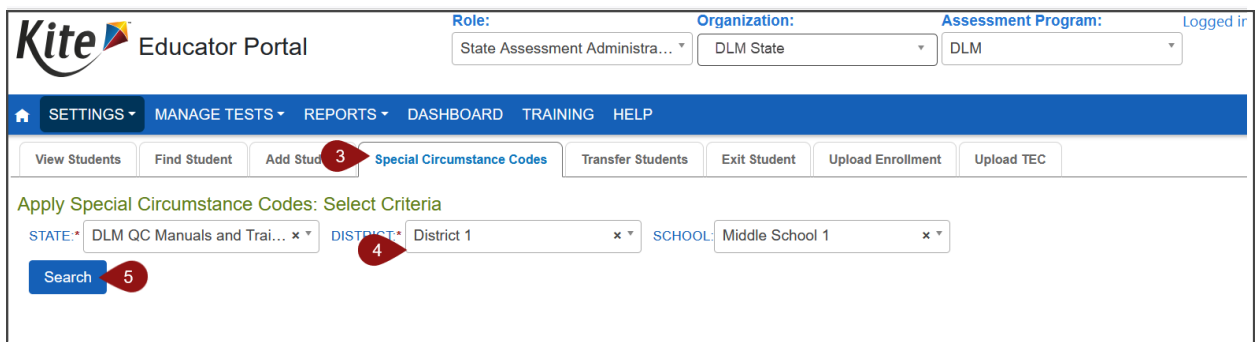 Kite Educator Portal
Role: Organization: Assessment Program: Logged in
State Assessment Administra... DLM State DLM
SETTINGS MANAGE TESTS REPORTS DASHBOARD TRAINING HELP
View Students Find Student Add Stud 3 Special Circumstance Codes Transfer Students Exit Student Upload Enrollment Upload TEC
Apply Special Circumstance Codes: Select Criteria
STATE:* DLM QC Manuals and Trai... × DISTRICT:* District 1 × SCHOOL: Middle School 1 ×
4
Search 5